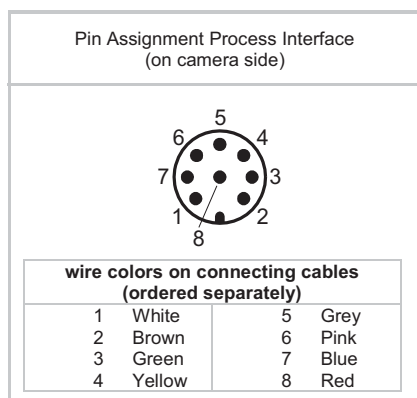 Pin Assignment Process Interface
(on camera side)
5
6 4
7 3
1 2
8
wire colors on connecting cables
(ordered separately)
1 White 5 Grey
2 Brown 6 Pink
3 Green 7 Blue
4 Yellow 8 Red